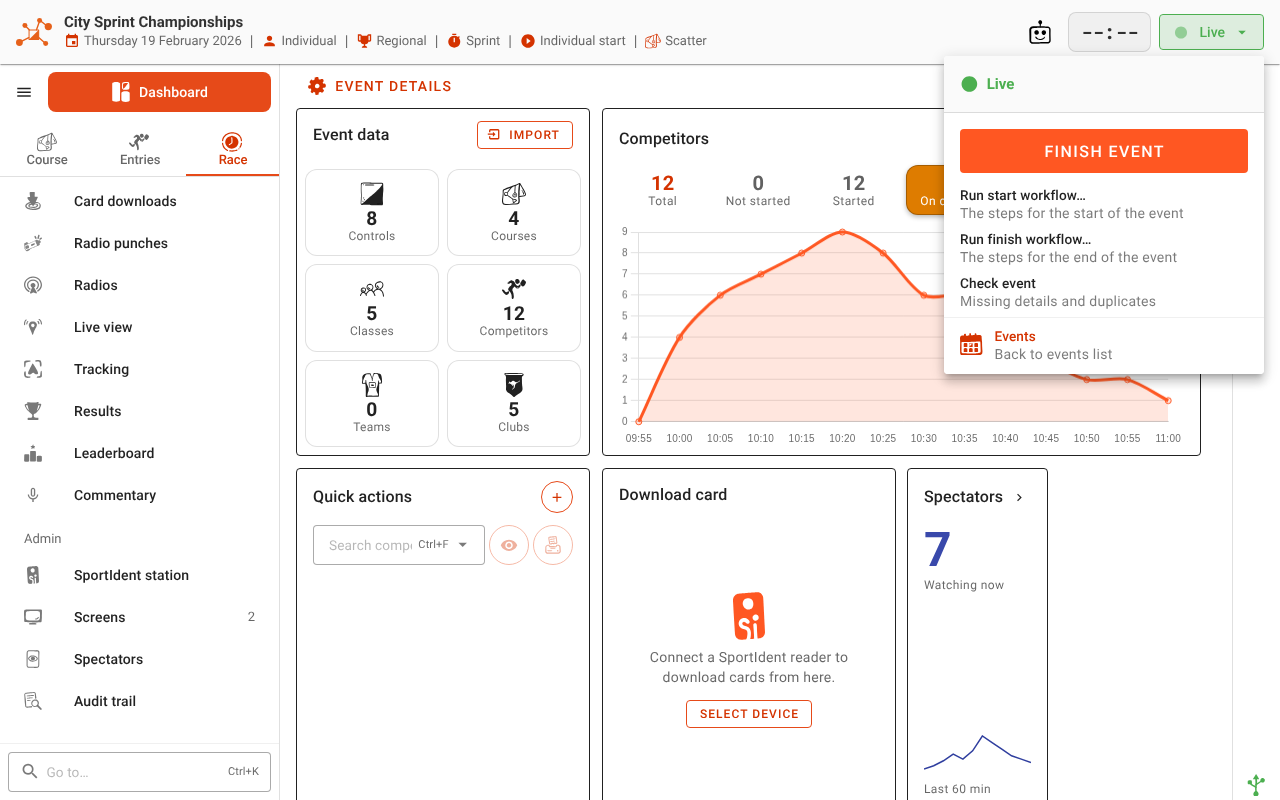 City Sprint Championships
Thursday 19 February 2026 | Individual | Regional | Sprint | Individual start | Scatter
--:--
Live
Dashboard
Course
Entries
Race
Card downloads
Radio punches
Radios
Live view
Tracking
Results
Leaderboard
Commentary
Admin
SportIdent station
Screens 2
Spectators
Audit trail
Go to... Ctrl+K
EVENT DETAILS
Event data
IMPORT
8
Controls
4
Courses
5
Classes
12
Competitors
0
Teams
5
Clubs
Competitors
12
Total
0
Not started
12
Started
On
9
8
7
6
5
4
3
2
1
0
09:55 10:00 10:05 10:10 10:15 10:20 10:25 10:30 10:35 10:40 10:45 10:50 10:55 11:00
Live
FINISH EVENT
Run start workflow...
The steps for the start of the event
Run finish workflow...
The steps for the end of the event
Check event
Missing details and duplicates
Events
Back to events list
Quick actions
Search comp Ctrl+F
Download card
Si
Connect a SportIdent reader to
download cards from here.
SELECT DEVICE
Spectators
7
Watching now
Last 60 min